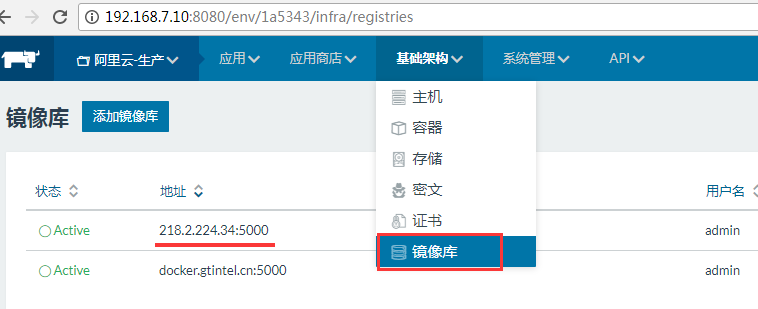 192.168.7.10:8080/env/1a5343/infra/registries
阿里云-生产 应用 应用商店 基础架构 系统管理 API
镜像库 添加镜像库
主机
容器
存储
密文
证书
镜像库
状态 地址 用户名
Active 218.2.224.34:5000 admin
Active docker.gtintel.cn:5000 admin